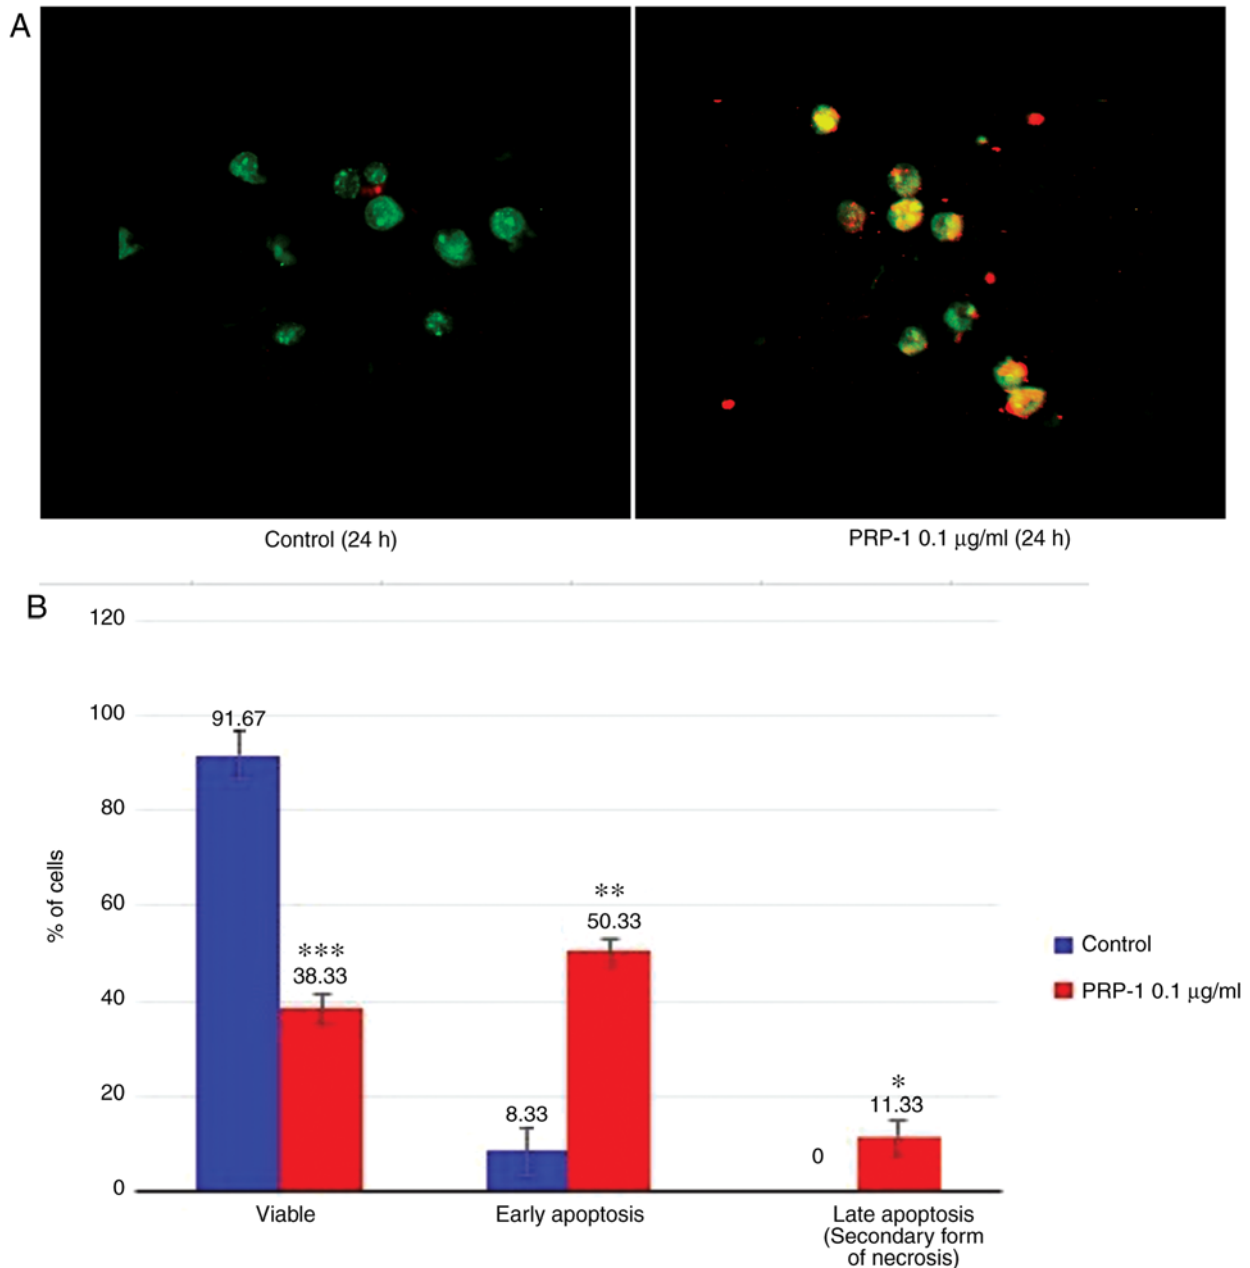 A
Control (24 h)
PRP-1 0.1 μg/ml (24 h)
B
120
100
80
60
40
20
0
% of cells
91.67
***
38.33
8.33
**
50.33
0
*
11.33
Viable
Early apoptosis
Late apoptosis
(Secondary form
of necrosis)
Control
PRP-1 0.1 μg/ml